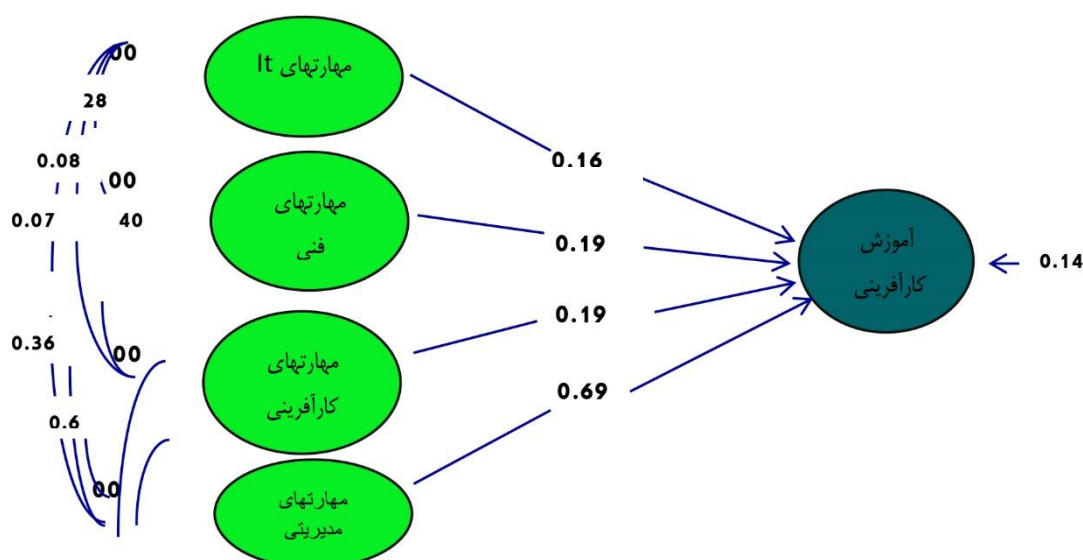 00
مهارتهای It
28
0.16
0.08
00
0.07
40
مهارتهای
فنی
0.19
آموزش
کارآفرینی
0.14
0.19
0.36
00
مهارتهای
کارآفرینی
0.69
0.6
00
مهارتهای
مدیریتی